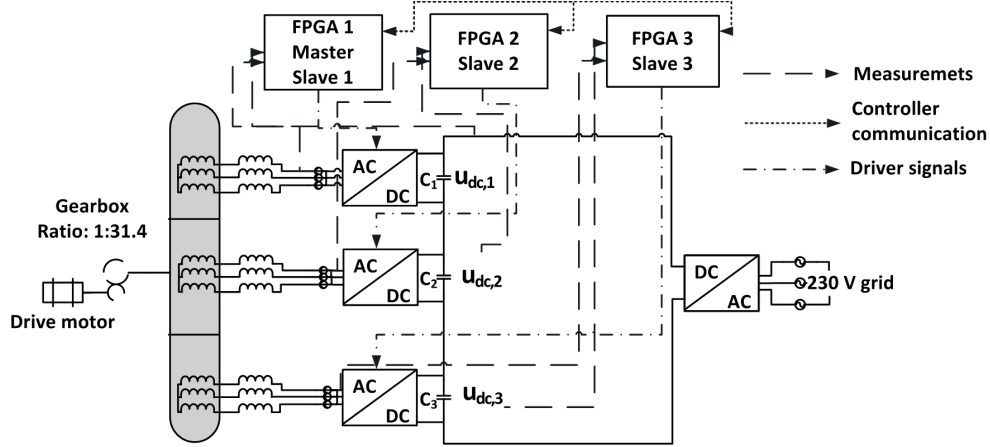 FPGA 1
Master
Slave 1
FPGA 2
Slave 2
FPGA 3
Slave 3
Measuremets
Controller
communication
Driver signals
Gearbox
Ratio: 1:31.4
Drive motor
AC
DC
C1
udc,1
AC
DC
C2
udc,2
DC
AC
230 V grid
AC
DC
C3
udc,3